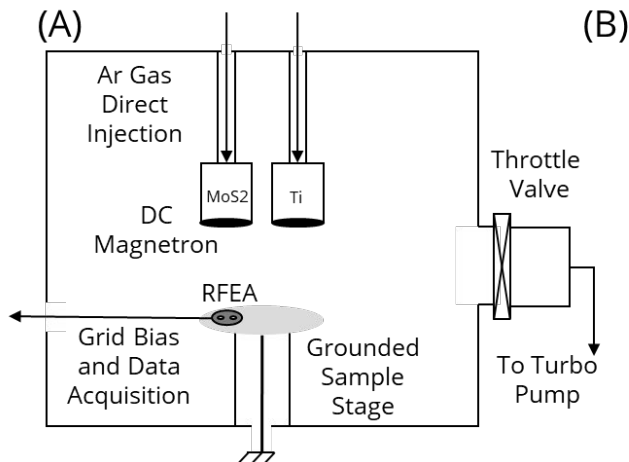 (A)
(B)
Ar Gas
Direct
Injection
MoS2
Ti
DC
Magnetron
Throttle
Valve
RFEA
Grid Bias
and Data
Acquisition
Grounded
Sample
Stage
To Turbo
Pump